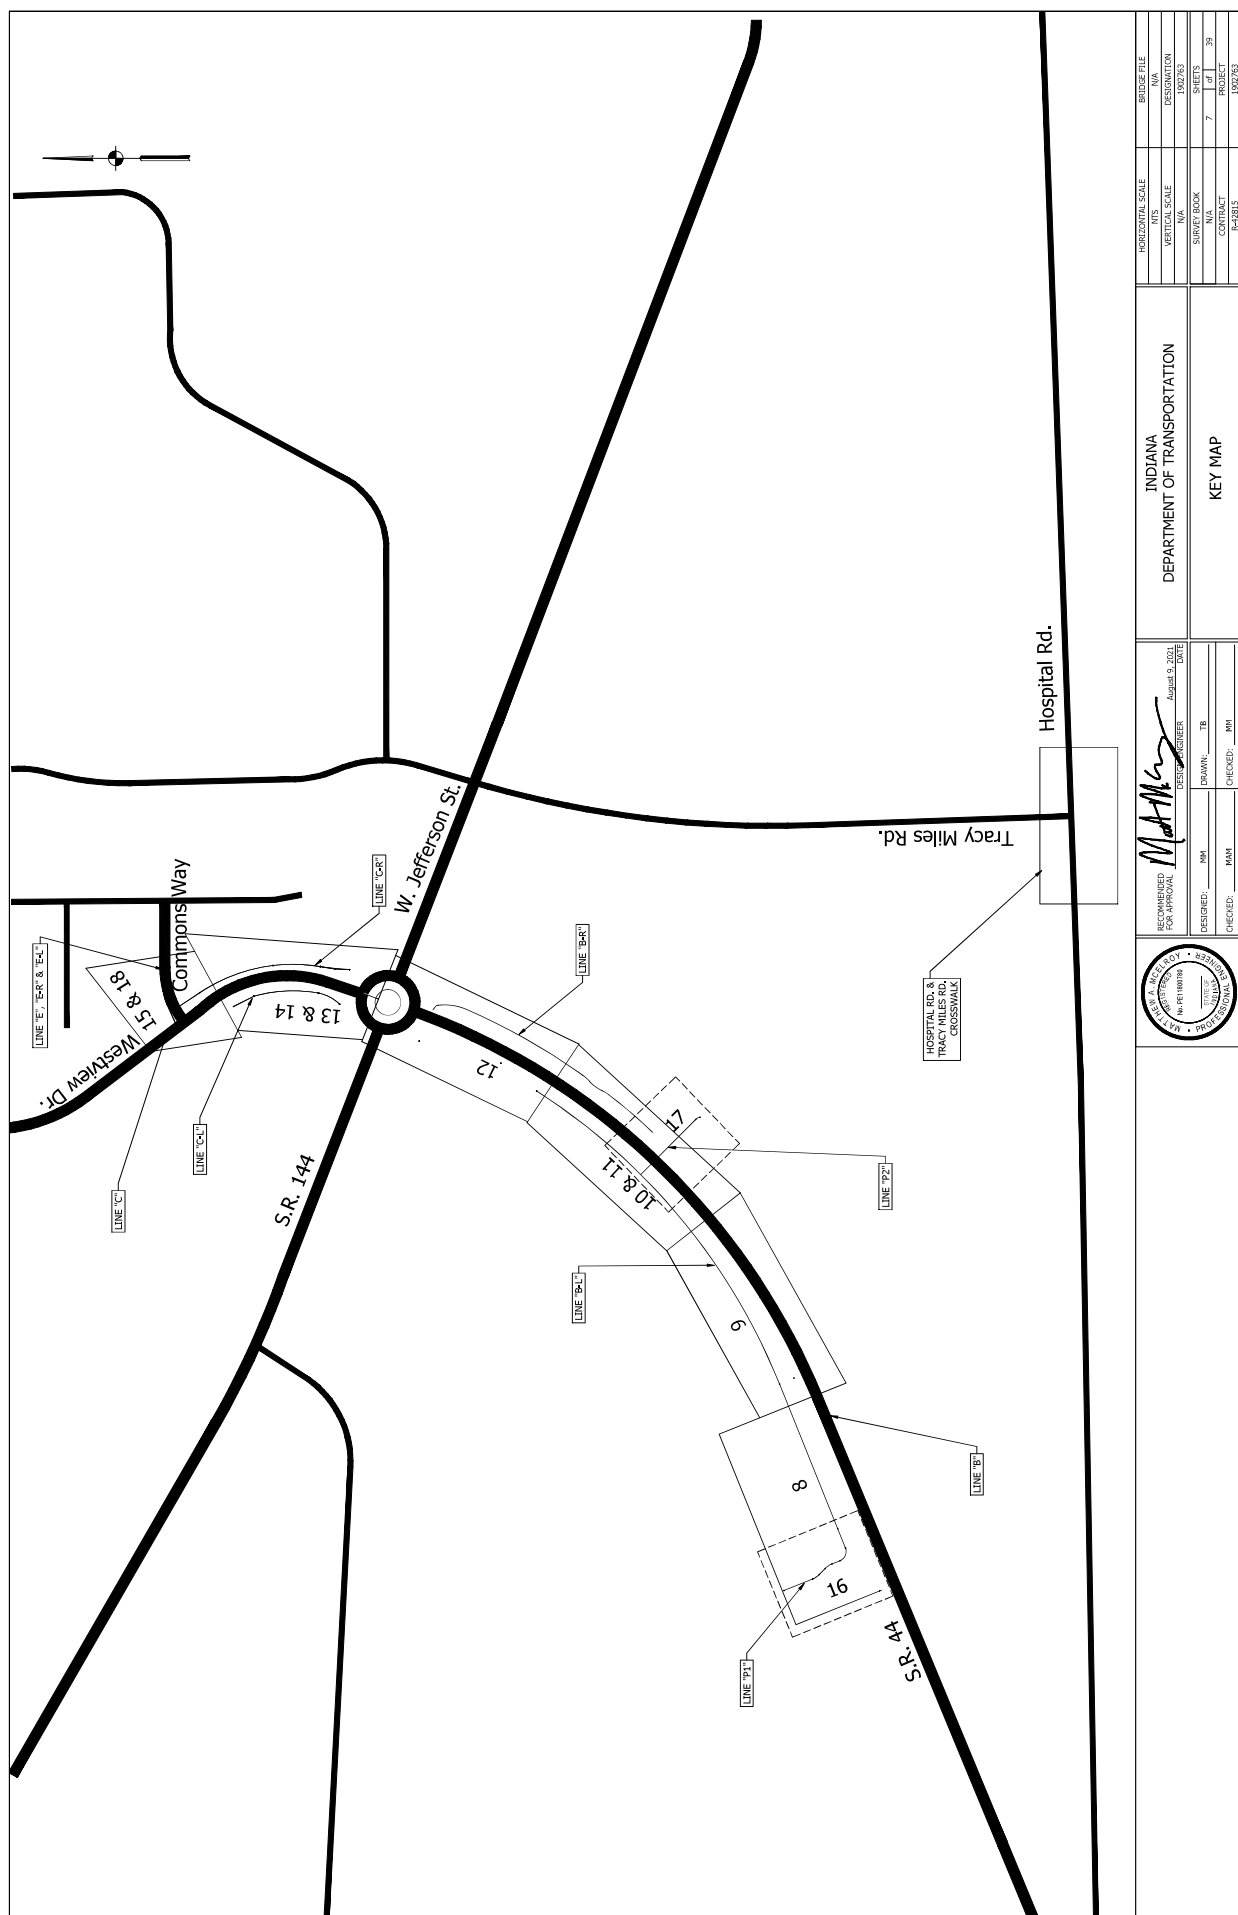 LINE "E", "E-R" & "E-L"
Commons Way
15 & 18
Westview Dr.
LINE "C"
LINE "C-L"
13 & 14
LINE "C-R"
W. Jefferson St.
S.R. 144
12
LINE "B-R"
17
10 & 11
LINE "P2"
LINE "B-L"
9
8
LINE "B"
16
LINE "P1"
S.R. 44
Tracy Miles Rd.
Hospital Rd.
HOSPITAL RD. &
TRACY MILES RD.
CROSSWALK
MATTHEW A. MCELROY
REGISTERED
No. PE11800780
STATE OF
INDIANA
PROFESSIONAL ENGINEER
RECOMMENDED
FOR APPROVAL
August 9, 2021
DESIGN ENGINEER
DATE
DESIGNED: MM
DRAWN: TB
CHECKED: MAM
CHECKED: MM
INDIANA
DEPARTMENT OF TRANSPORTATION
KEY MAP
HORIZONTAL SCALE
NTS
VERTICAL SCALE
N/A
BRIDGE FILE
N/A
DESIGNATION
1902763
SURVEY BOOK
N/A
CONTRACT
R-42815
SHEETS
7 of 39
PROJECT
1902763